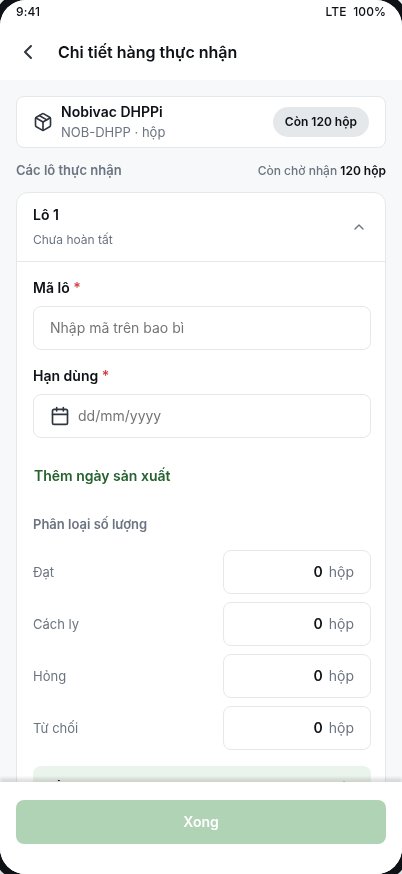 9:41 LTE 100%
Chi tiết hàng thực nhận
Nobivac DHPPi
NOB-DHPP · hộp
Còn 120 hộp
Các lô thực nhận
Còn chờ nhận 120 hộp
Lô 1
Chưa hoàn tất
Mã lô *
Nhập mã trên bao bì
Hạn dùng *
dd/mm/yyyy
Thêm ngày sản xuất
Phân loại số lượng
Đạt 0 hộp
Cách ly 0 hộp
Hỏng 0 hộp
Từ chối 0 hộp
Xong